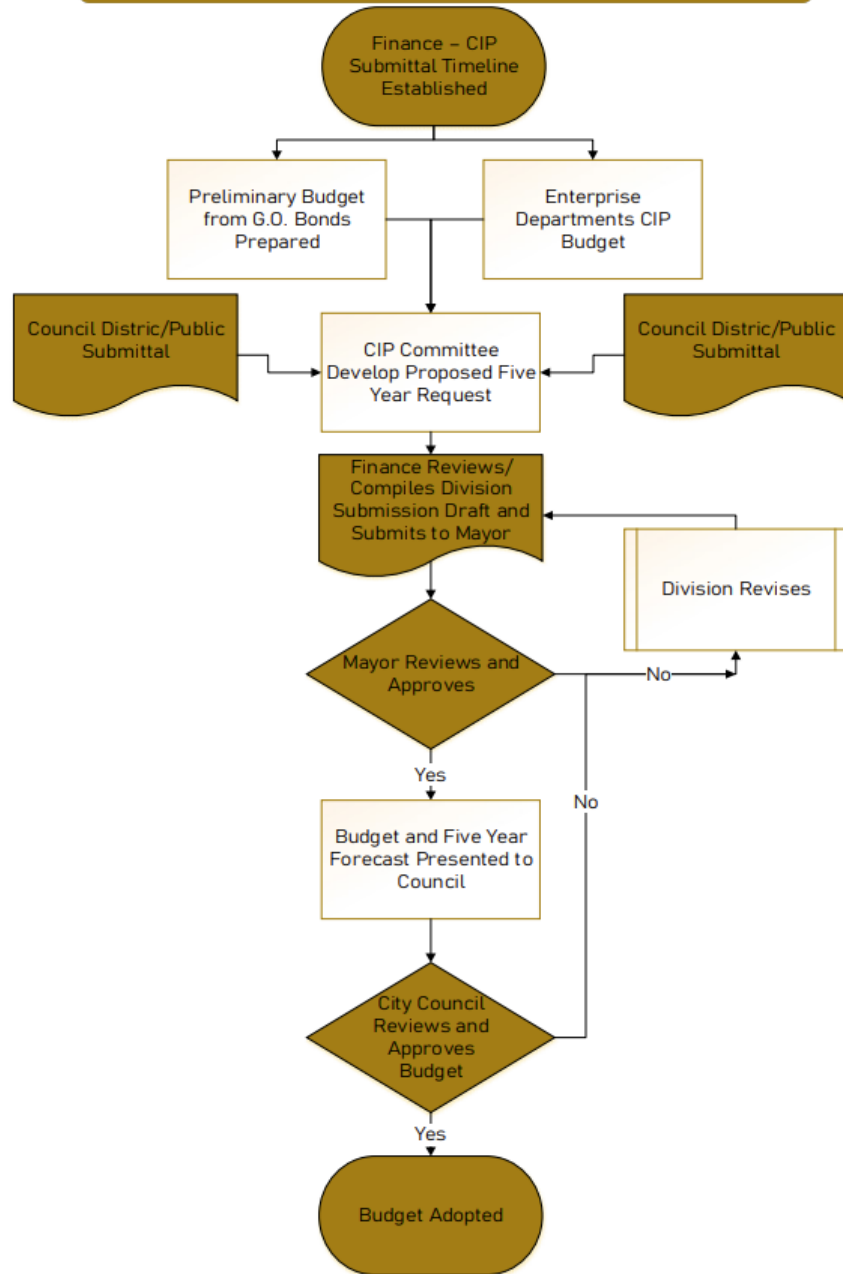 Finance – CIP
Submittal Timeline
Established
Preliminary Budget
from G.O. Bonds
Prepared
Enterprise
Departments CIP
Budget
Council Distric/Public
Submittal
CIP Committee
Develop Proposed Five
Year Request
Council Distric/Public
Submittal
Finance Reviews/
Compiles Division
Submission Draft and
Submits to Mayor
Division Revises
Mayor Reviews and
Approves
No
Yes
No
Budget and Five Year
Forecast Presented to
Council
City Council
Reviews and
Approves
Budget
Yes
Budget Adopted